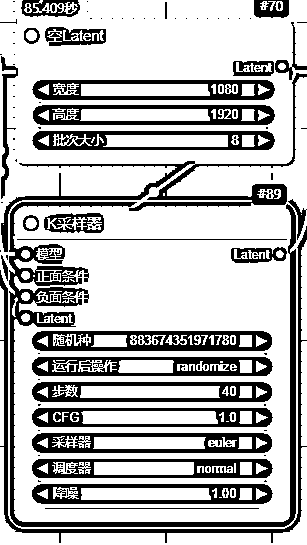 85.409秒
#70
空Latent
Latent
宽度 1080
高度 1920
批次大小 8
#89
K采样器
模型 Latent
正面条件
负面条件
Latent
随机种 883674351971780
运行后操作 randomize
步数 40
CFG 1.0
采样器 euler
调度器 normal
降噪 1.00